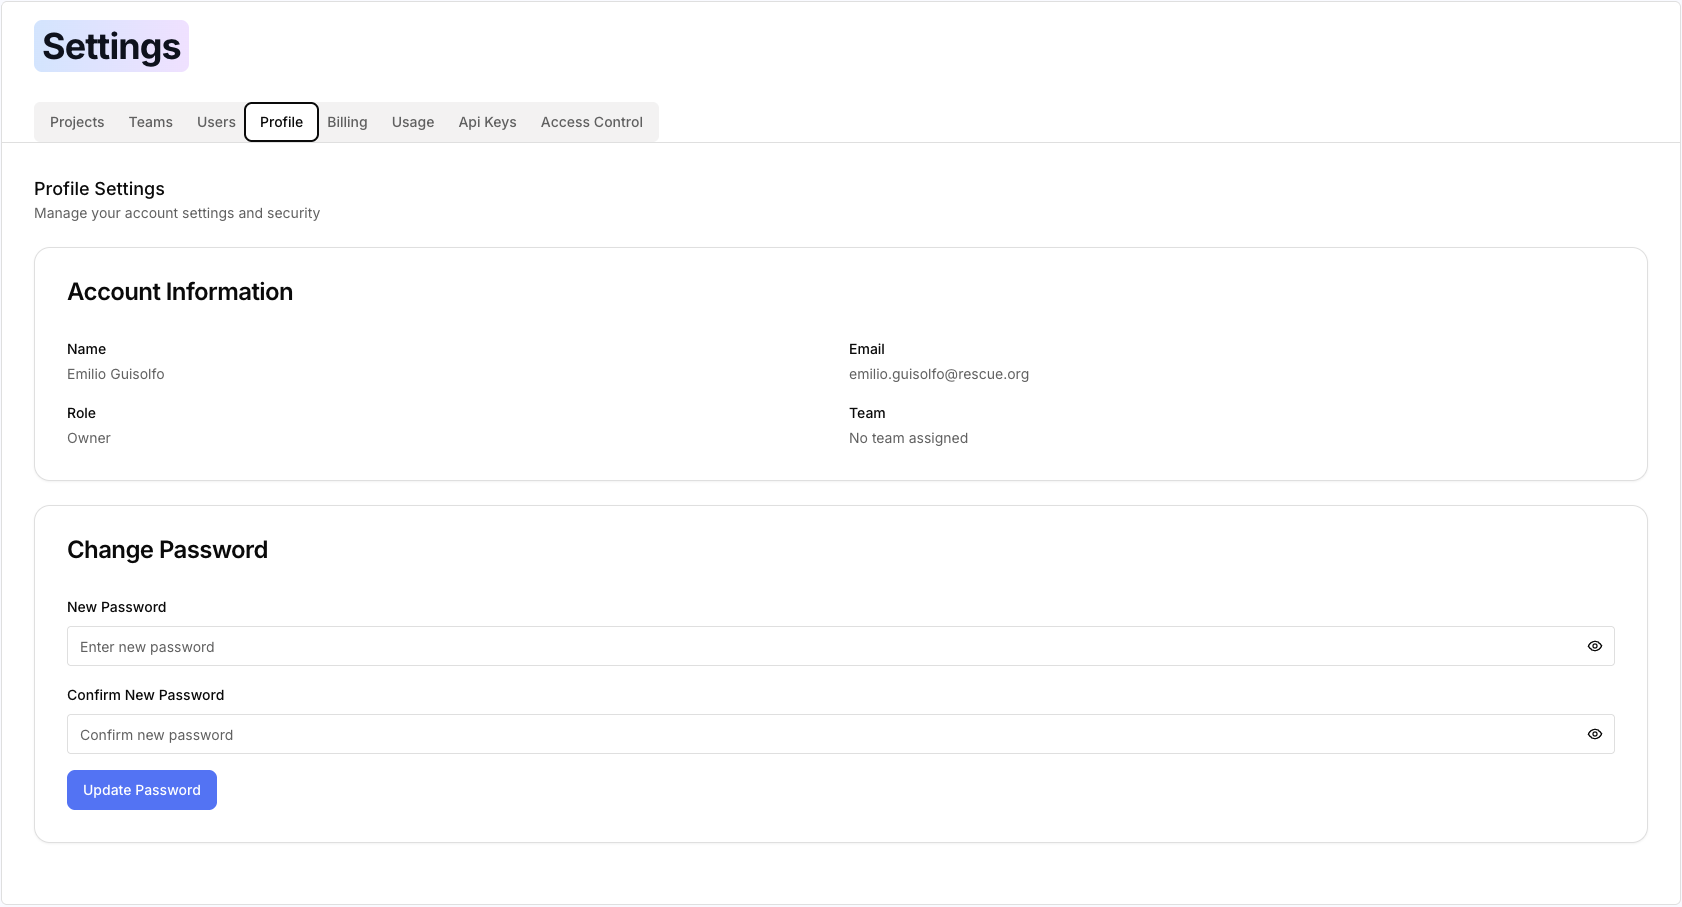 Settings
Projects Teams Users Profile Billing Usage Api Keys Access Control
Profile Settings
Manage your account settings and security
Account Information
Name
Emilio Guisolfo
Email
emilio.guisolfo@rescue.org
Role
Owner
Team
No team assigned
Change Password
New Password
Enter new password
Confirm New Password
Confirm new password
Update Password